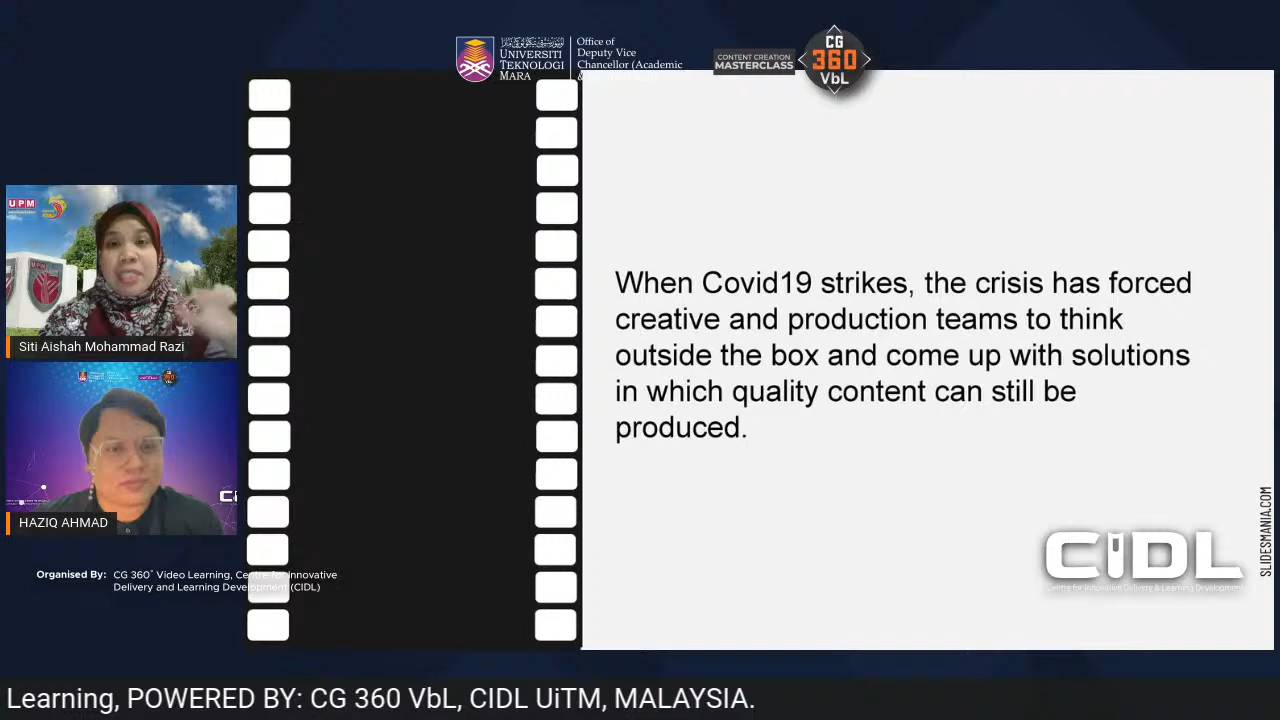 UNIVERSITI
TEKNOLOGI
MARA
Office of
Deputy Vice
Chancellor (Academic
CONTENT CREATION
MASTERCLASS
CG
360
VbL
UPM
Siti Aishah Mohammad Razi
HAZIQ AHMAD
When Covid19 strikes, the crisis has forced
creative and production teams to think
outside the box and come up with solutions
in which quality content can still be
produced.
CiDL
Centre for Innovative Delivery & Learning Development
SLIDESMANIA.COM
Organised By: CG 360° Video Learning, Centre for Innovative
Delivery and Learning Development (CIDL)
Learning, POWERED BY: CG 360 VbL, CIDL UiTM, MALAYSIA.